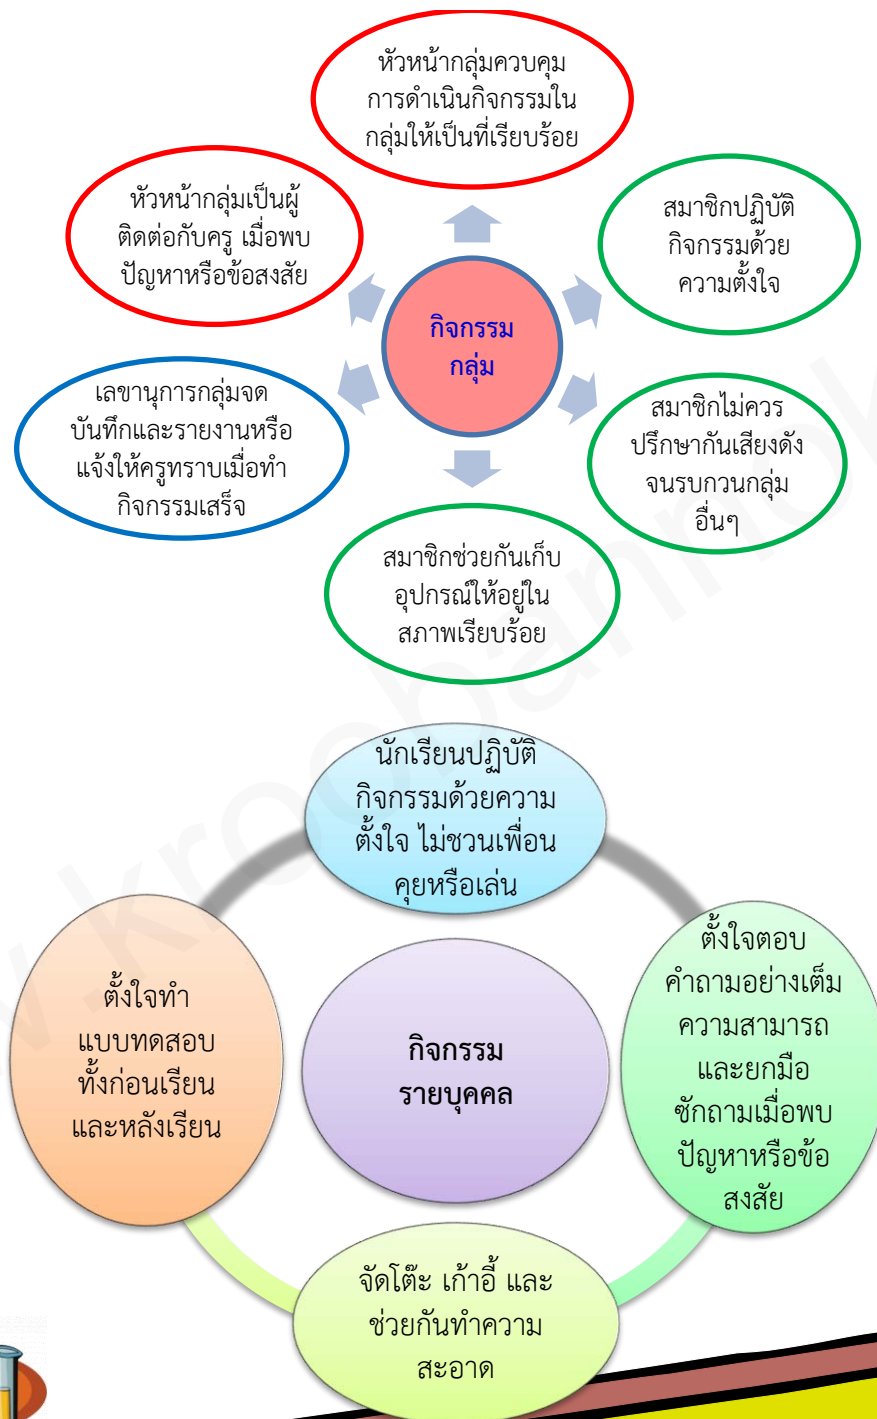 หัวหน้ากลุ่มควบคุม
การดำเนินกิจกรรมใน
กลุ่มให้เป็นที่เรียบร้อย
หัวหน้ากลุ่มเป็นผู้
ติดต่อกับครู เมื่อพบ
ปัญหาหรือข้อสงสัย
สมาชิกปฏิบัติ
กิจกรรมด้วย
ความตั้งใจ
กิจกรรม
กลุ่ม
เลขานุการกลุ่มจด
บันทึกและรายงานหรือ
แจ้งให้ครูทราบเมื่อทำ
กิจกรรมเสร็จ
สมาชิกไม่ควร
ปรึกษากันเสียงดัง
จนรบกวนกลุ่ม
อื่นๆ
สมาชิกช่วยกันเก็บ
อุปกรณ์ให้อยู่ใน
สภาพเรียบร้อย
นักเรียนปฏิบัติ
กิจกรรมด้วยความ
ตั้งใจ ไม่ชวนเพื่อน
คุยหรือเล่น
ตั้งใจทำ
แบบทดสอบ
ทั้งก่อนเรียน
และหลังเรียน
กิจกรรม
รายบุคคล
ตั้งใจตอบ
คำถามอย่างเต็ม
ความสามารถ
และยกมือ
ซักถามเมื่อพบ
ปัญหาหรือข้อ
สงสัย
จัดโต๊ะ เก้าอี้ และ
ช่วยกันทำความ
สะอาด